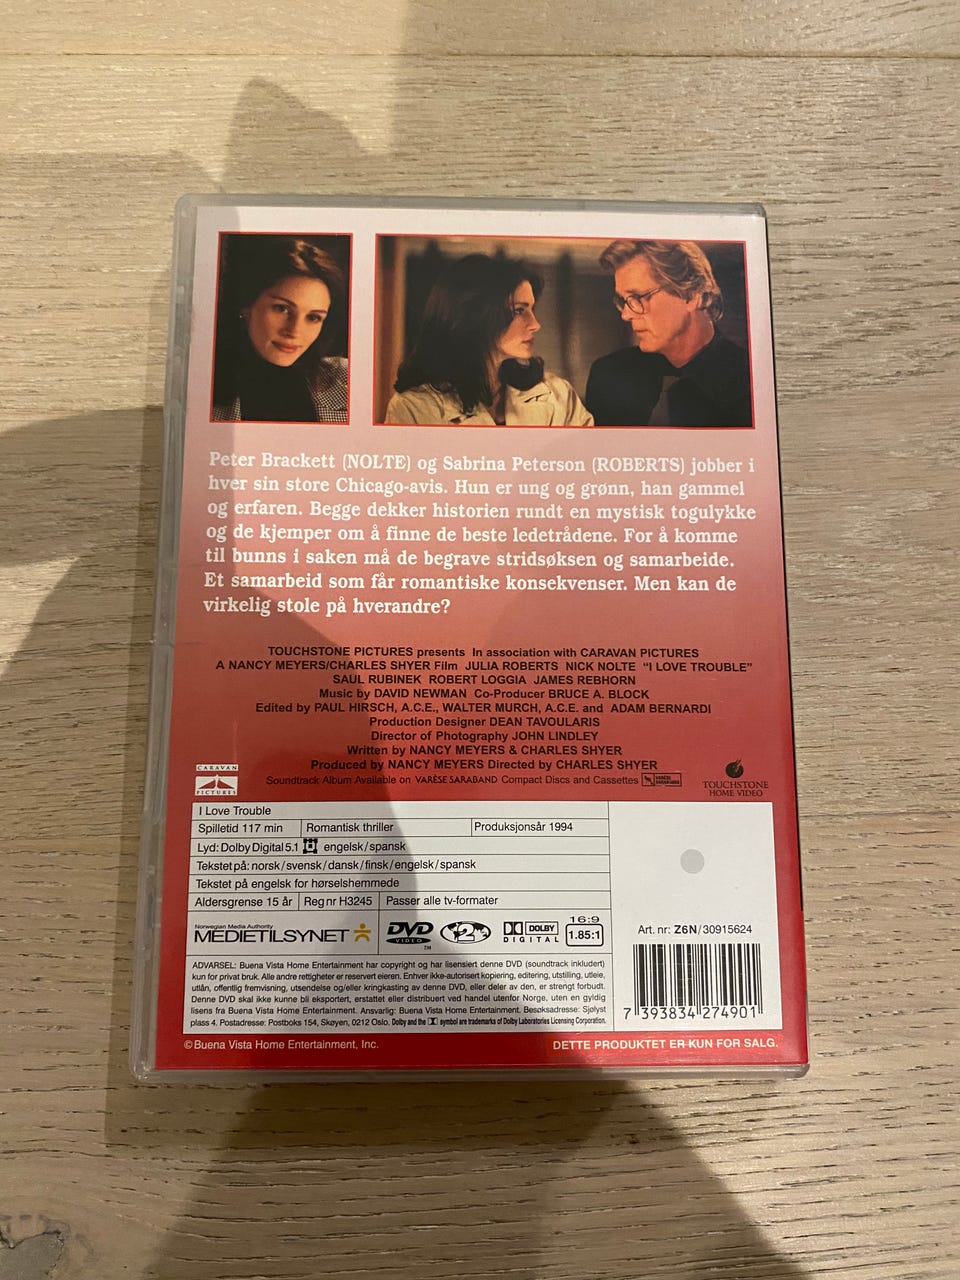 Peter Brackett (NOLTE) og Sabrina Peterson (ROBERTS) jobber i
hver sin store Chicago-avis. Hun er ung og grønn, han gammel
og erfaren. Begge dekker historien rundt en mystisk togulykke
og de kjemper om å finne de beste ledetrådene. For å komme
til bunns i saken må de begrave stridsøksen og samarbeide.
Et samarbeid som får romantiske konsekvenser. Men kan de
virkelig stole på hverandre?
TOUCHSTONE PICTURES presents In association with CARAVAN PICTURES
A NANCY MEYERS/CHARLES SHYER Film JULIA ROBERTS NICK NOLTE "I LOVE TROUBLE"
SAUL RUBINEK ROBERT LOGGIA JAMES REBHORN
Music by DAVID NEWMAN Co-Producer BRUCE A. BLOCK
Edited by PAUL HIRSCH, A.C.E., WALTER MURCH, A.C.E. and ADAM BERNARDI
Production Designer DEAN TAVOULARIS
Director of Photography JOHN LINDLEY
Written by NANCY MEYERS & CHARLES SHYER
Produced by NANCY MEYERS Directed by CHARLES SHYER
Soundtrack Album Available on VARÈSE SARABANDE Compact Discs and Cassettes
CARAVAN
PICTURES
TOUCHSTONE
HOME VIDEO
I Love Trouble
Spilletid 117 min Romantisk thriller Produksjonsår 1994
Lyd: Dolby Digital 5.1 engelsk/spansk
Tekstet på: norsk/svensk/dansk/finsk/engelsk/spansk
Tekstet på engelsk for hørselshemmede
Aldersgrense 15 år Reg nr H3245 Passer alle tv-formater
Norwegian Media Authority
MEDIETILSYNET
DVD
VIDEO
TM
2
DOLBY
DIGITAL
16:9
1.85:1
ADVARSEL: Buena Vista Home Entertainment har copyright og har lisensiert denne DVD (soundtrack inkludert)
kun for privat bruk. Alle andre rettigheter er reservert eieren. Enhver ikke-autorisert kopiering, editering, utstilling, utleie,
utlån, offentlig fremvisning, utsendelse og/eller kringkasting av denne DVD, eller deler av den, er strengt forbudt.
Denne DVD skal ikke kunne bli eksportert, erstattet eller distribuert ved handel utenfor Norge, uten en gyldig
lisens fra Buena Vista Home Entertainment. Ansvarlig: Buena Vista Home Entertainment. Besøksadresse: Sjølyst
plass 4. Postadresse: Postboks 154, Skøyen, 0212 Oslo. Dolby and the symbol are trademarks of Dolby Laboratories Licensing Corporation.
Art. nr: Z6N/30915624
7 393834 274901
© Buena Vista Home Entertainment, Inc.
DETTE PRODUKTET ER KUN FOR SALG.